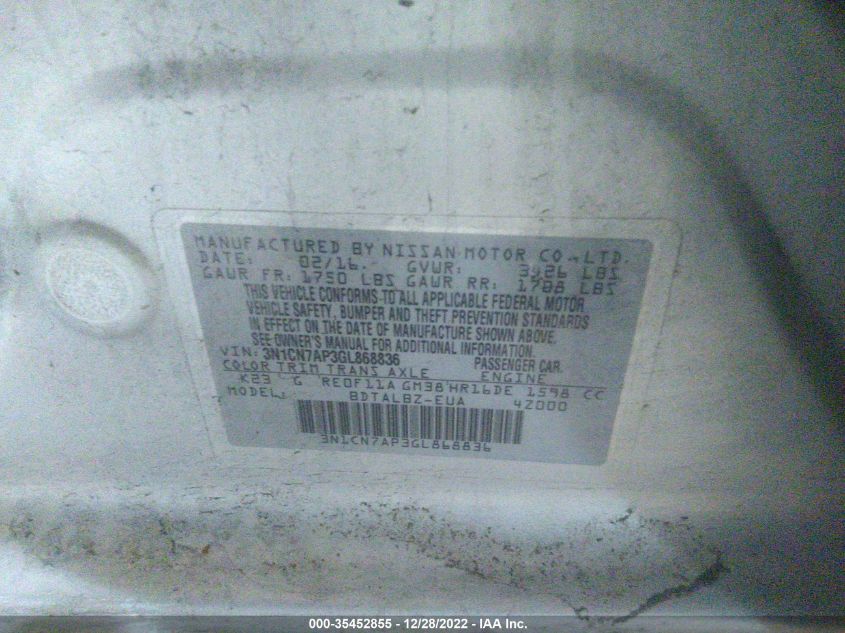 MANUFACTURED BY NISSAN MOTOR CO., LTD.
DATE: 02/16. GVWR: 3426 LBS
GAWR FR: 1750 LBS GAWR RR: 1788 LBS
THIS VEHICLE CONFORMS TO ALL APPLICABLE FEDERAL MOTOR
VEHICLE SAFETY, BUMPER AND THEFT PREVENTION STANDARDS
IN EFFECT ON THE DATE OF MANUFACTURE SHOWN ABOVE.
SEE OWNER'S MANUAL FOR ADDITIONAL INFORMATION.
VIN: 3N1CN7AP3GL868836 PASSENGER CAR.
COLOR TRIM TRANS AXLE ENGINE
K23 G RE0F11A GM38 HR16DE 1598 CC
MODEL: BDTALBZ-EUA 42000
3N1CN7AP3GL868836
000-35452855 / 12/28/2022 - IAA Inc.